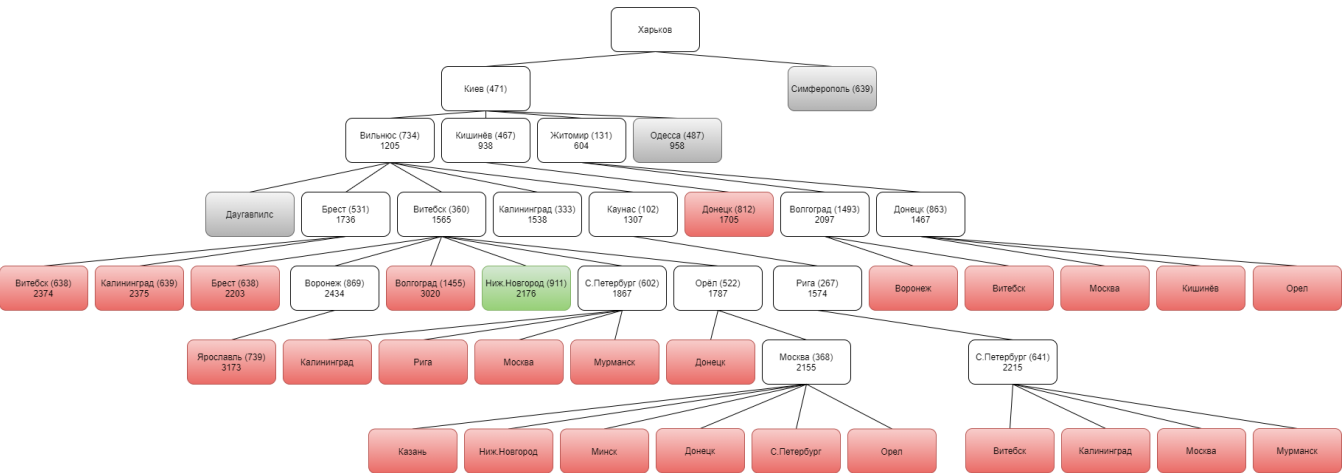 Харьков
Киев (471)
Симферополь (639)
Вильнюс (734)
1205
Кишинёв (467)
938
Житомир (131)
604
Одесса (487)
958
Даугавпилс
Брест (531)
1736
Витебск (360)
1565
Калининград (333)
1538
Каунас (102)
1307
Донецк (812)
1705
Волгоград (1493)
2097
Донецк (863)
1467
Витебск (638)
2374
Калининград (639)
2375
Брест (638)
2203
Воронеж (869)
2434
Волгоград (1455)
3020
Ниж.Новгород (911)
2176
С.Петербург (602)
1867
Орёл (522)
1787
Рига (267)
1574
Воронеж
Витебск
Москва
Кишинёв
Орел
Ярославль (739)
3173
Калининград
Рига
Москва
Мурманск
Донецк
Москва (368)
2155
С.Петербург (641)
2215
Казань
Ниж.Новгород
Минск
Донецк
С.Петербург
Орел
Витебск
Калининград
Москва
Мурманск